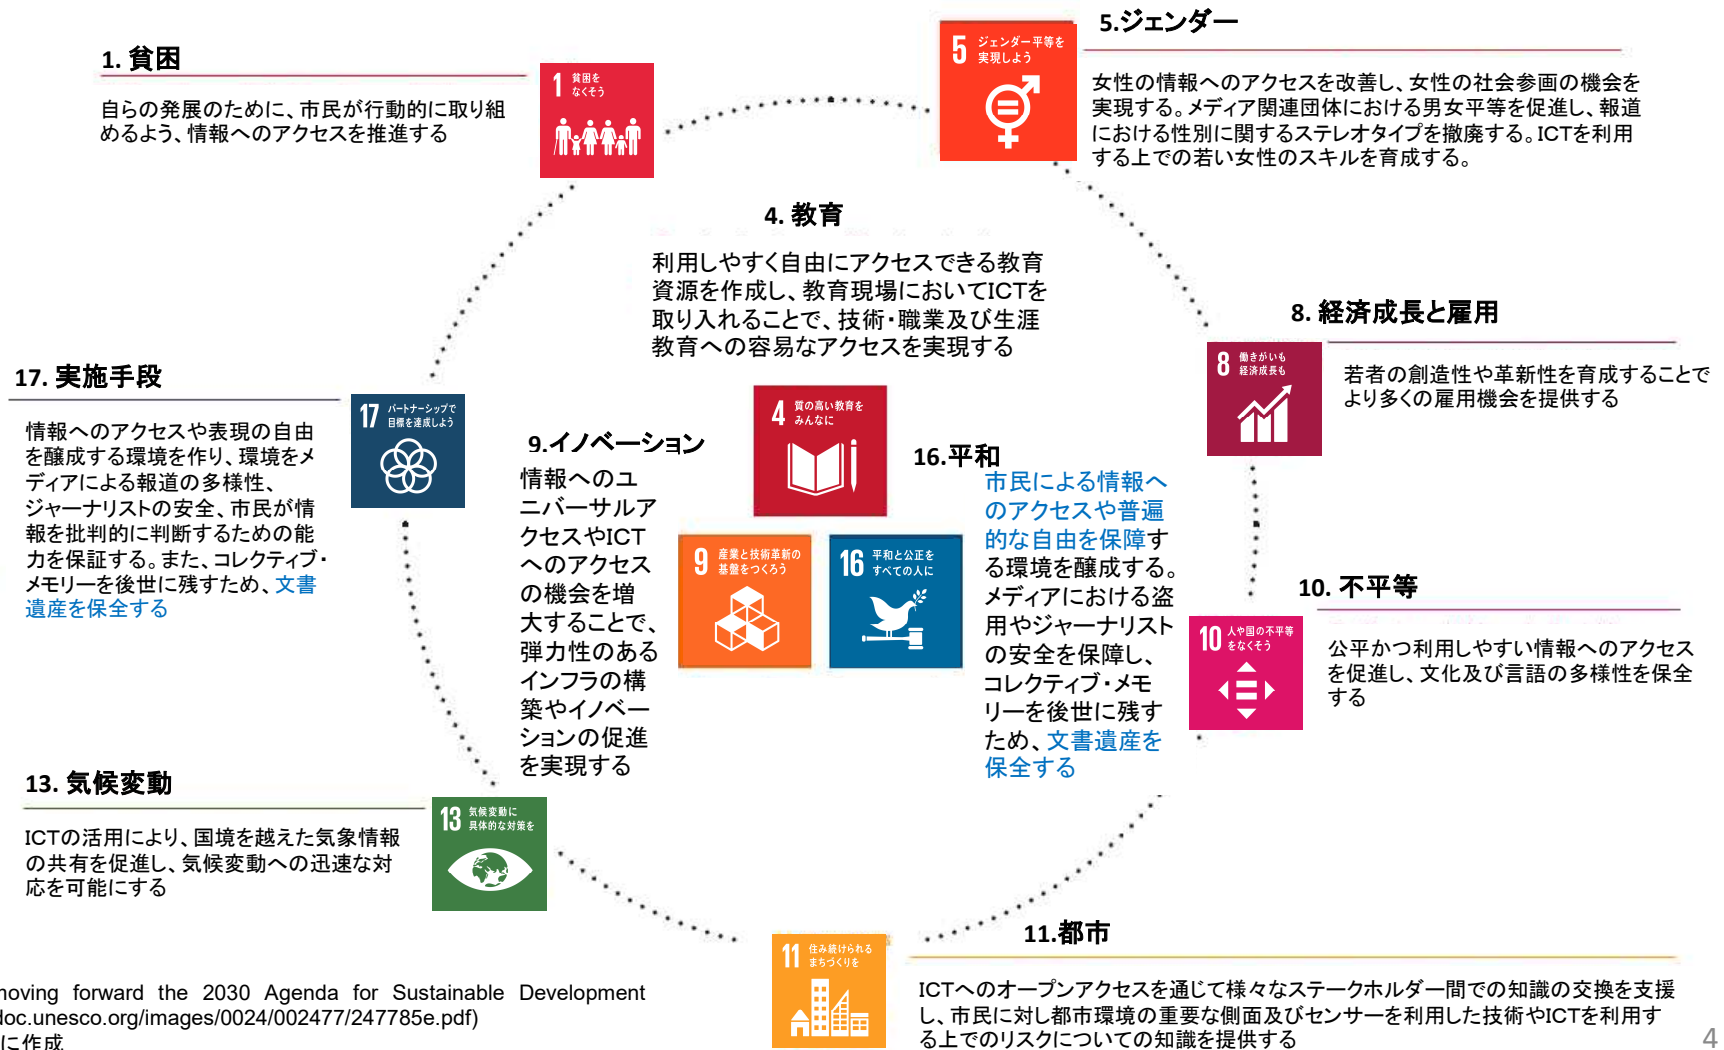 1. 貧困
自らの発展のために、市民が行動的に取り組
めるよう、情報へのアクセスを推進する
1 貧困を
なくそう
5.ジェンダー
5 ジェンダー平等を
実現しよう
女性の情報へのアクセスを改善し、女性の社会参画の機会を
実現する。メディア関連団体における男女平等を促進し、報道
における性別に関するステレオタイプを撤廃する。ICTを利用
する上での若い女性のスキルを育成する。
4. 教育
利用しやすく自由にアクセスできる教育
資源を作成し、教育現場においてICTを
取り入れることで、技術・職業及び生涯
教育への容易なアクセスを実現する
4 質の高い教育を
みんなに
8. 経済成長と雇用
8 働きがいも
経済成長も
若者の創造性や革新性を育成することで
より多くの雇用機会を提供する
17. 実施手段
17 パートナーシップで
目標を達成しよう
情報へのアクセスや表現の自由
を醸成する環境を作り、環境をメ
ディアによる報道の多様性、
ジャーナリストの安全、市民が情
報を批判的に判断するための能
力を保証する。また、コレクティブ・
メモリーを後世に残すため、文書
遺産を保全する
9.イノベーション
情報へのユ
ニバーサルア
クセスやICT
へのアクセス
の機会を増
大することで、
弾力性のある
インフラの構
築やイノベー
ションの促進
を実現する
9 産業と技術革新の
基盤をつくろう
16 平和と公正を
すべての人に
16.平和
市民による情報へ
のアクセスや普遍
的な自由を保障す
る環境を醸成する。
メディアにおける盗
用やジャーナリスト
の安全を保障し、
コレクティブ・メモ
リーを後世に残す
ため、文書遺産を
保全する
10. 不平等
10 人や国の不平等
をなくそう
公平かつ利用しやすい情報へのアクセス
を促進し、文化及び言語の多様性を保全
する
13. 気候変動
13 気候変動に
具体的な対策を
ICTの活用により、国境を越えた気象情報
の共有を促進し、気候変動への迅速な対
応を可能にする
11.都市
11 住み続けられる
まちづくりを
ICTへのオープンアクセスを通じて様々なステークホルダー間での知識の交換を支援
し、市民に対し都市環境の重要な側面及びセンサーを利用した技術やICTを利用す
る上でのリスクについての知識を提供する
moving forward the 2030 Agenda for Sustainable Development
doc.unesco.org/images/0024/002477/247785e.pdf)
に作成
4